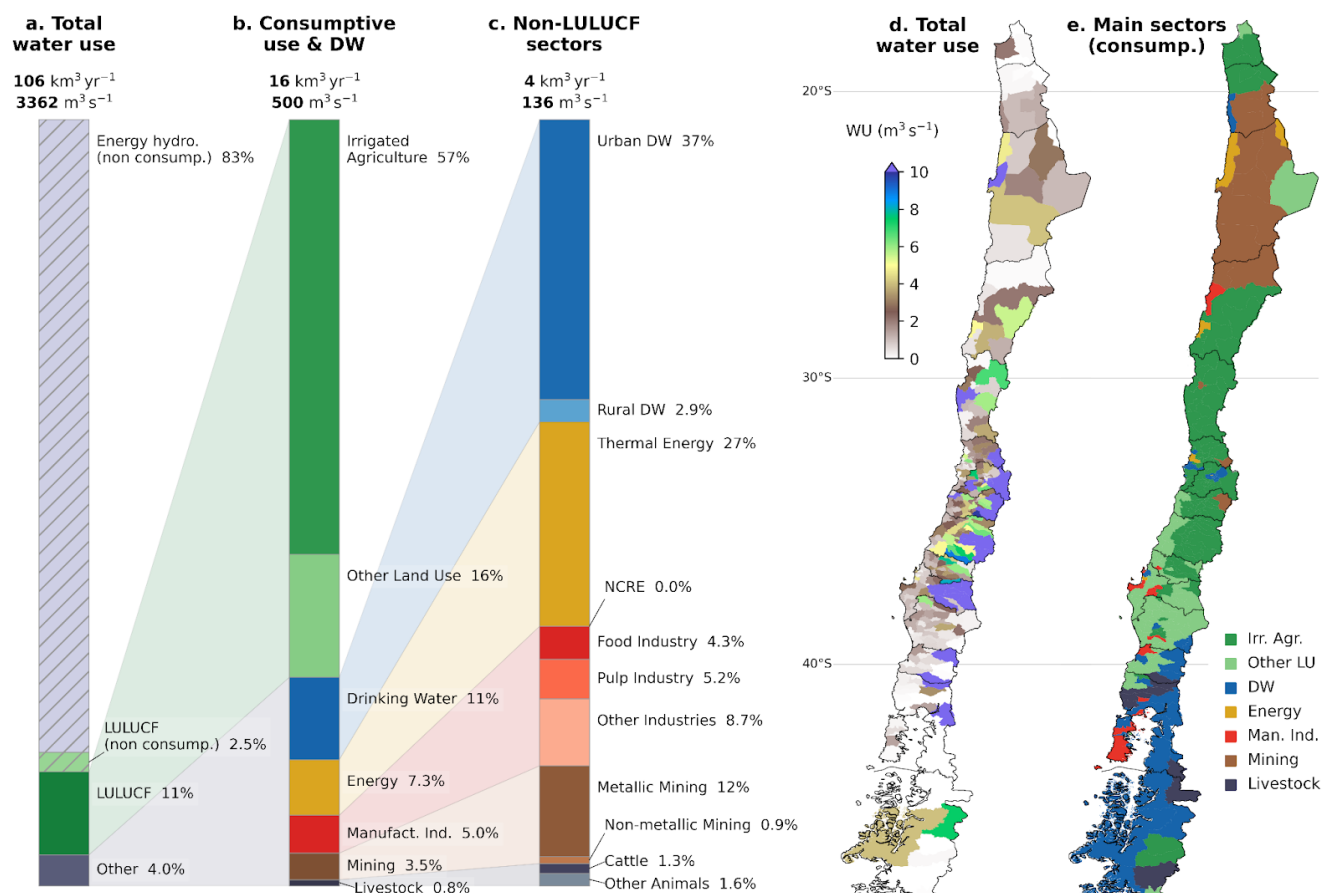 a. Total
water use
106 km³ yr⁻¹
3362 m³ s⁻¹
Energy hydro.
(non consump.) 83%
LULUCF
(non consump.) 2.5%
LULUCF 11%
Other 4.0%
b. Consumptive
use & DW
16 km³ yr⁻¹
500 m³ s⁻¹
Irrigated
Agriculture 57%
Other Land Use 16%
Drinking Water 11%
Energy 7.3%
Manufact. Ind. 5.0%
Mining 3.5%
Livestock 0.8%
c. Non-LULUCF
sectors
4 km³ yr⁻¹
136 m³ s⁻¹
Urban DW 37%
Rural DW 2.9%
Thermal Energy 27%
NCRE 0.0%
Food Industry 4.3%
Pulp Industry 5.2%
Other Industries 8.7%
Metallic Mining 12%
Non-metallic Mining 0.9%
Cattle 1.3%
Other Animals 1.6%
d. Total
water use
20°S
WU (m³ s⁻¹)
10
8
6
4
2
0
30°S
40°S
e. Main sectors
(consump.)
Irr. Agr.
Other LU
DW
Energy
Man. Ind.
Mining
Livestock